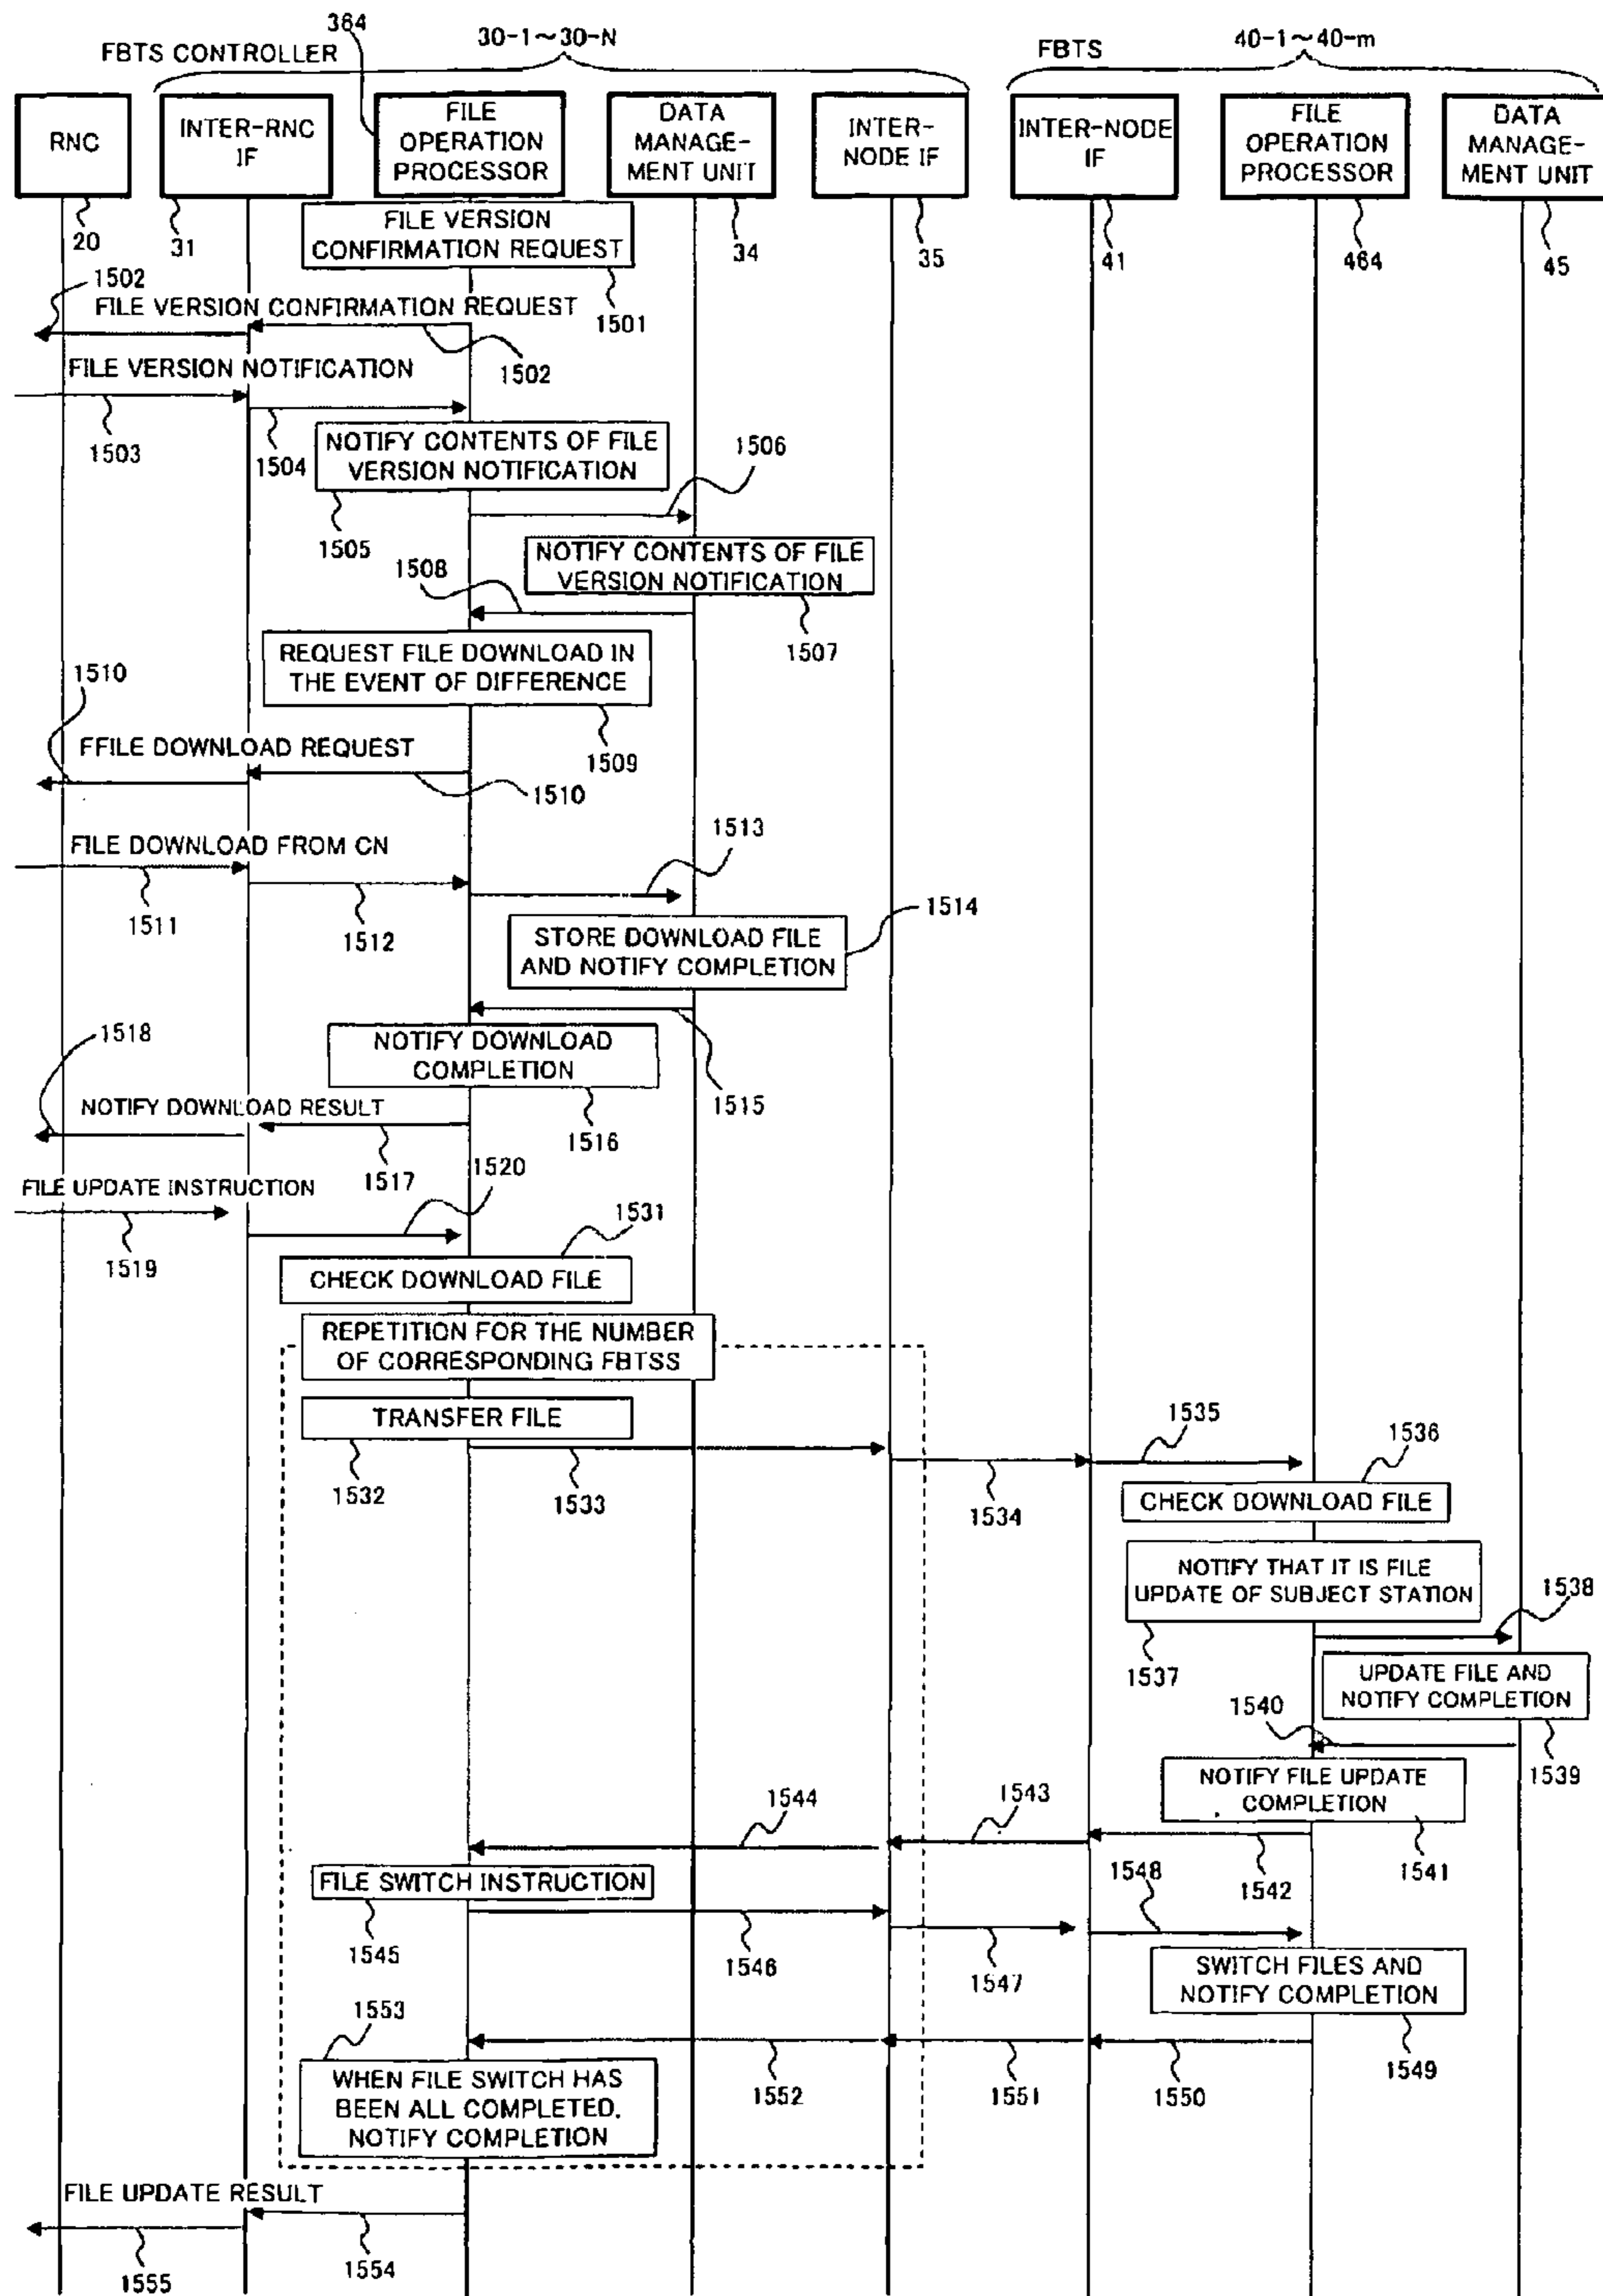 364
30-1～30-N
40-1～40-m
FBTS CONTROLLER
FBTS
RNC
INTER-RNC
IF
FILE
OPERATION
PROCESSOR
DATA
MANAGE-
MENT UNIT
INTER-
NODE IF
INTER-NODE
IF
FILE
OPERATION
PROCESSOR
DATA
MANAGE-
MENT UNIT
20
31
34
35
41
464
45
FILE VERSION
CONFIRMATION REQUEST
1501
1502
FILE VERSION CONFIRMATION REQUEST
1502
FILE VERSION NOTIFICATION
1503
1504
NOTIFY CONTENTS OF FILE
VERSION NOTIFICATION
1505
1506
NOTIFY CONTENTS OF FILE
VERSION NOTIFICATION
1507
1508
REQUEST FILE DOWNLOAD IN
THE EVENT OF DIFFERENCE
1509
1510
FFILE DOWNLOAD REQUEST
1510
FILE DOWNLOAD FROM CN
1511
1512
1513
STORE DOWNLOAD FILE
AND NOTIFY COMPLETION
1514
1515
NOTIFY DOWNLOAD
COMPLETION
1516
1518
NOTIFY DOWNLOAD RESULT
1517
1520
FILE UPDATE INSTRUCTION
1519
1531
CHECK DOWNLOAD FILE
REPETITION FOR THE NUMBER
OF CORRESPONDING FBTSS
TRANSFER FILE
1532
1533
1534
1535
1536
CHECK DOWNLOAD FILE
NOTIFY THAT IT IS FILE
UPDATE OF SUBJECT STATION
1537
1538
UPDATE FILE AND
NOTIFY COMPLETION
1539
1540
NOTIFY FILE UPDATE
COMPLETION
1541
1542
1543
1544
FILE SWITCH INSTRUCTION
1545
1546
1547
1548
SWITCH FILES AND
NOTIFY COMPLETION
1549
1550
1551
1552
1553
WHEN FILE SWITCH HAS
BEEN ALL COMPLETED,
NOTIFY COMPLETION
FILE UPDATE RESULT
1554
1555